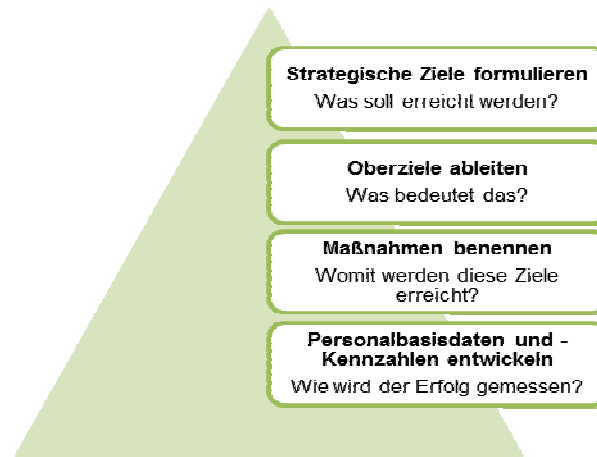 Strategische Ziele formulieren
Was soll erreicht werden?
Oberziele ableiten
Was bedeutet das?
Maßnahmen benennen
Womit werden diese Ziele
erreicht?
Personalbasisdaten und -
Kennzahlen entwickeln
Wie wird der Erfolg gemessen?